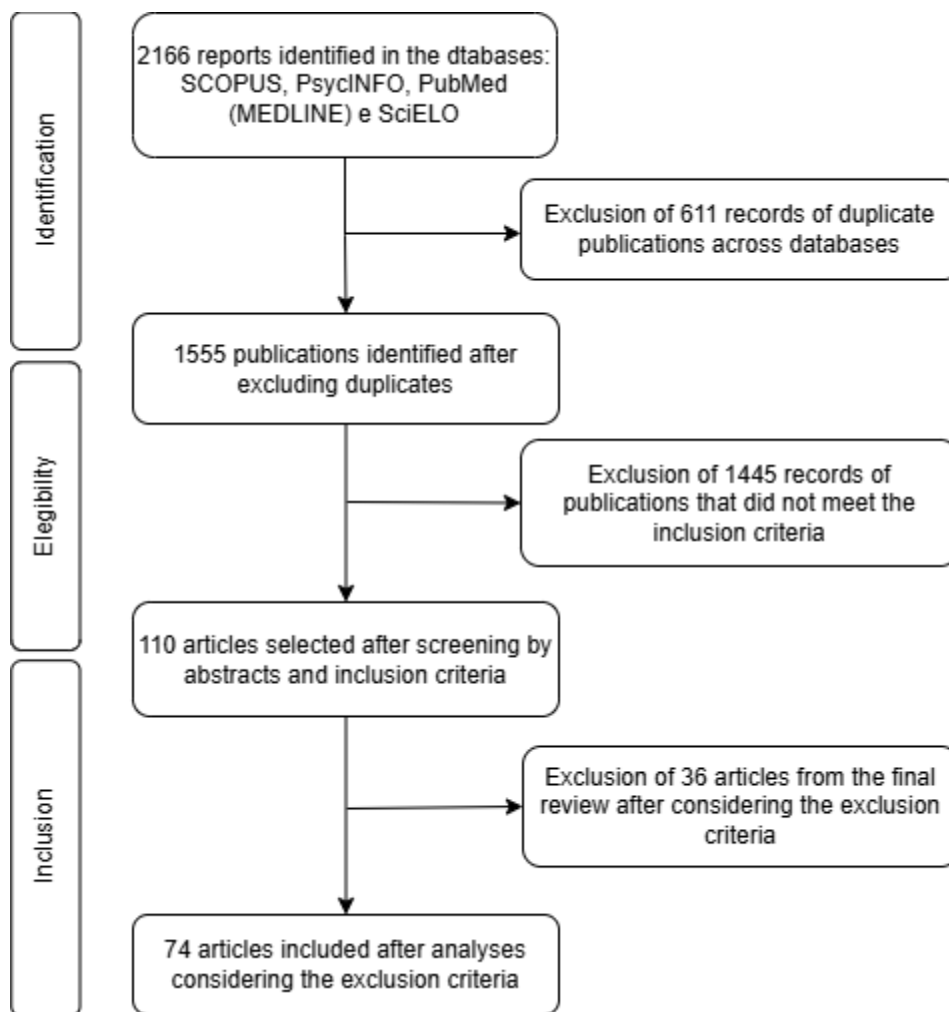 Identification
2166 reports identified in the dtabases:
SCOPUS, PsycINFO, PubMed
(MEDLINE) e SciELO
Exclusion of 611 records of duplicate
publications across databases
1555 publications identified after
excluding duplicates
Elegibility
Exclusion of 1445 records of
publications that did not meet the
inclusion criteria
110 articles selected after screening by
abstracts and inclusion criteria
Inclusion
Exclusion of 36 articles from the final
review after considering the exclusion
criteria
74 articles included after analyses
considering the exclusion criteria